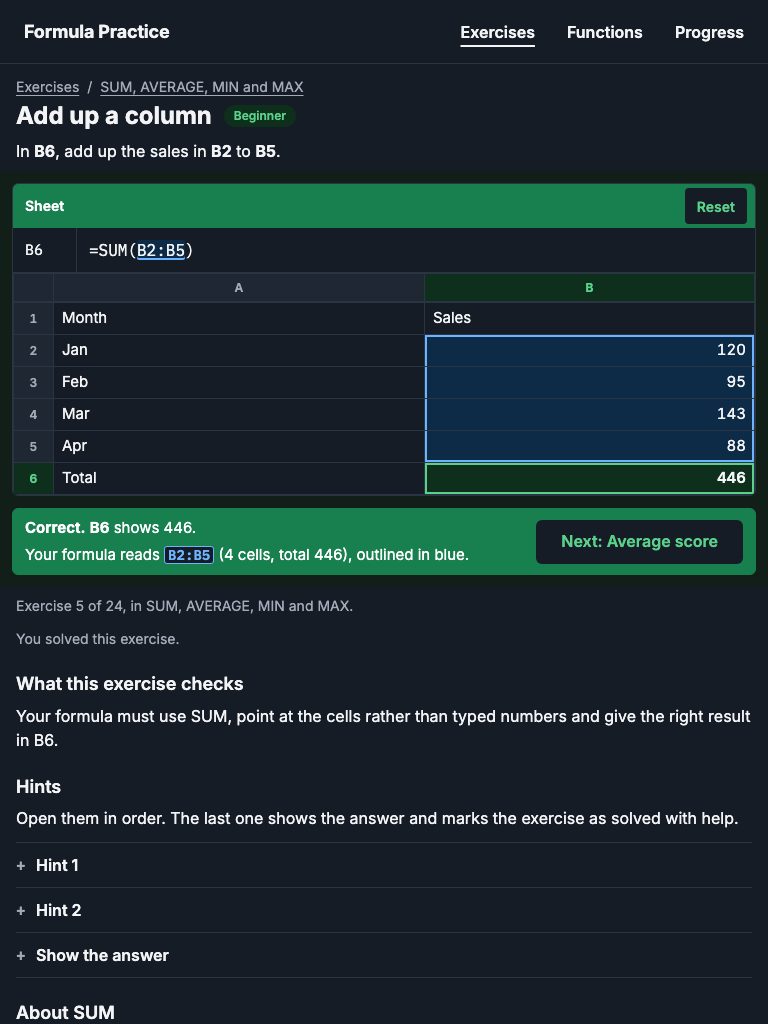 Formula Practice
Exercises Functions Progress
Exercises / SUM, AVERAGE, MIN and MAX
Add up a column Beginner
In B6, add up the sales in B2 to B5.
Sheet Reset
B6 =SUM(B2:B5)
A B
1 Month Sales
2 Jan 120
3 Feb 95
4 Mar 143
5 Apr 88
6 Total 446
Correct. B6 shows 446.
Your formula reads B2:B5 (4 cells, total 446), outlined in blue.
Next: Average score
Exercise 5 of 24, in SUM, AVERAGE, MIN and MAX.
You solved this exercise.
What this exercise checks
Your formula must use SUM, point at the cells rather than typed numbers and give the right result
in B6.
Hints
Open them in order. The last one shows the answer and marks the exercise as solved with help.
+ Hint 1
+ Hint 2
+ Show the answer
About SUM